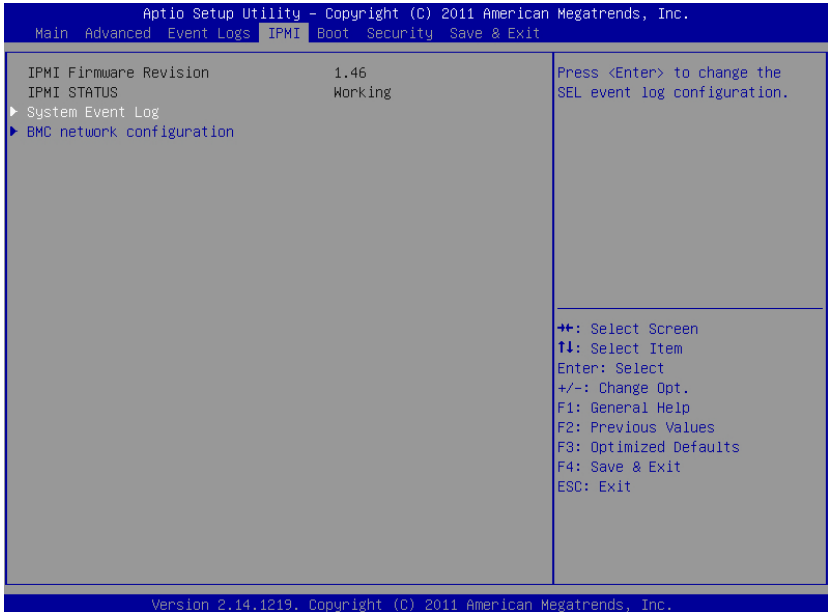 Aptio Setup Utility – Copyright (C) 2011 American Megatrends, Inc.
Main Advanced Event Logs IPMI Boot Security Save & Exit
IPMI Firmware Revision 1.46
IPMI STATUS Working
▶ System Event Log
▶ BMC network configuration
Press <Enter> to change the
SEL event log configuration.
→←: Select Screen
↑↓: Select Item
Enter: Select
+/-: Change Opt.
F1: General Help
F2: Previous Values
F3: Optimized Defaults
F4: Save & Exit
ESC: Exit
Version 2.14.1219. Copyright (C) 2011 American Megatrends, Inc.